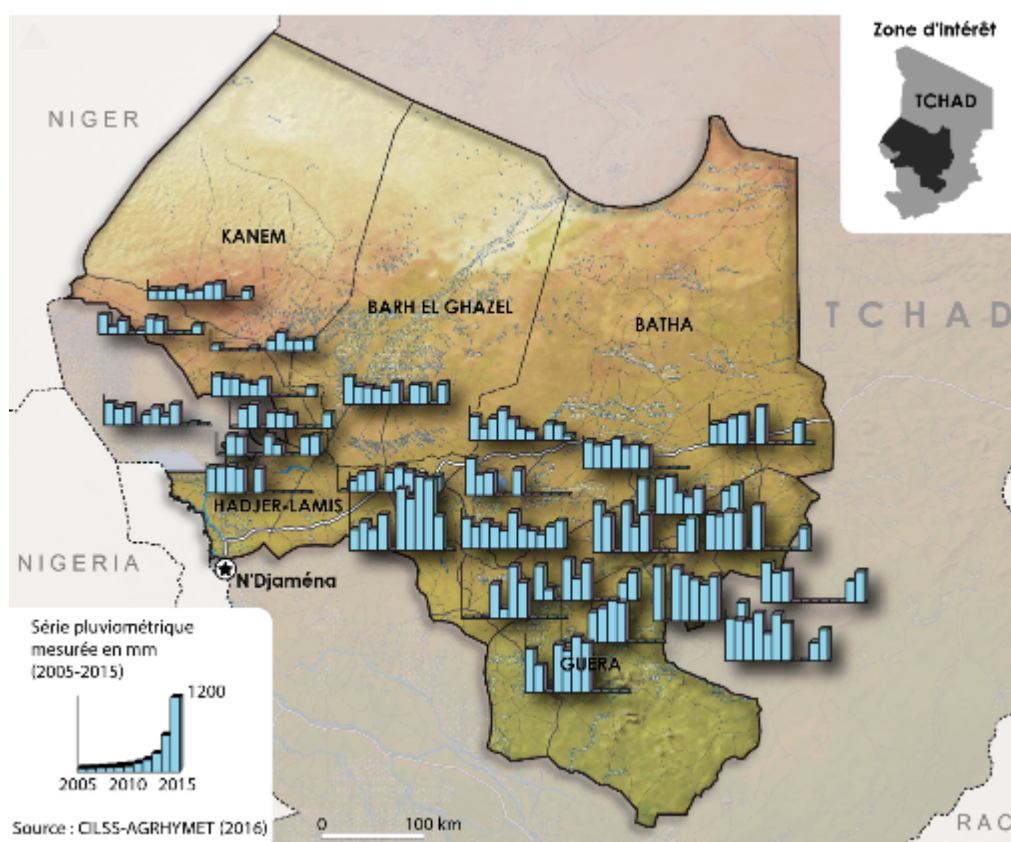 Zone d'intérêt
TCHAD
NIGER
KANEM
BARH EL GHAZEL
BATHA
TCHAD
HADJER-LAMIS
NIGERIA
N'Djaména
GUERA
Série pluviométrique
mesurée en mm
(2005-2015)
1200
2005 2010 2015
Source : CILSS-AGRHYMET (2016)
0 100 km
RAC